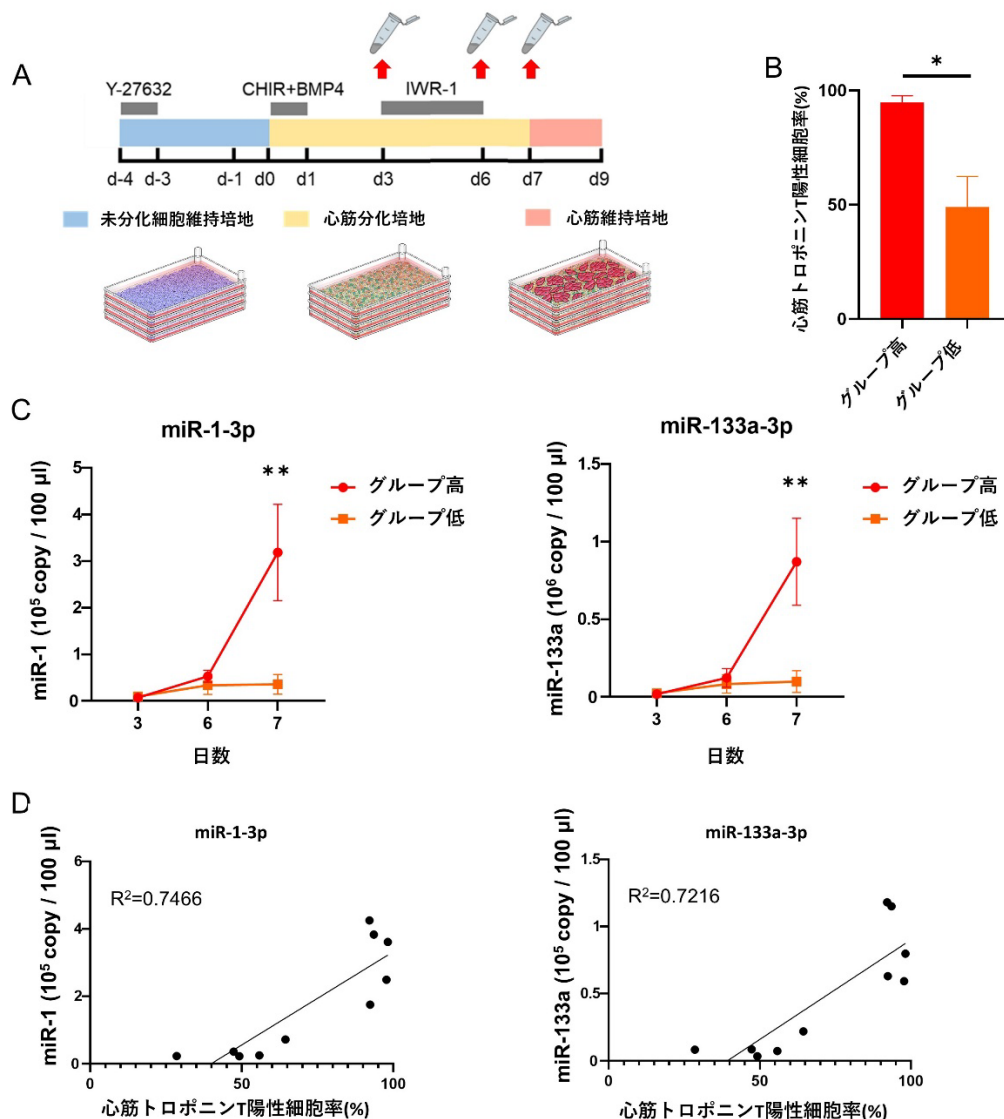 A
Y-27632
CHIR+BMP4
IWR-1
d-4
d-3
d-1
d0
d1
d3
d6
d7
d9
未分化細胞維持培地
心筋分化培地
心筋維持培地
B
心筋トロポニンT陽性細胞率(%)
100
50
0
*
グループ高
グループ低
C
miR-1-3p
miR-1 (10⁵ copy / 100 μl)
5
4
3
2
1
0
**
3
6
7
日数
グループ高
グループ低
miR-133a-3p
miR-133a (10⁶ copy / 100 μl)
1.5
1
0.5
0
**
3
6
7
日数
グループ高
グループ低
D
miR-1-3p
miR-1 (10⁵ copy / 100 μl)
6
4
2
0
R²=0.7466
0
50
100
心筋トロポニンT陽性細胞率(%)
miR-133a-3p
miR-133a (10⁵ copy / 100 μl)
1.5
1
0.5
0
R²=0.7216
0
50
100
心筋トロポニンT陽性細胞率(%)